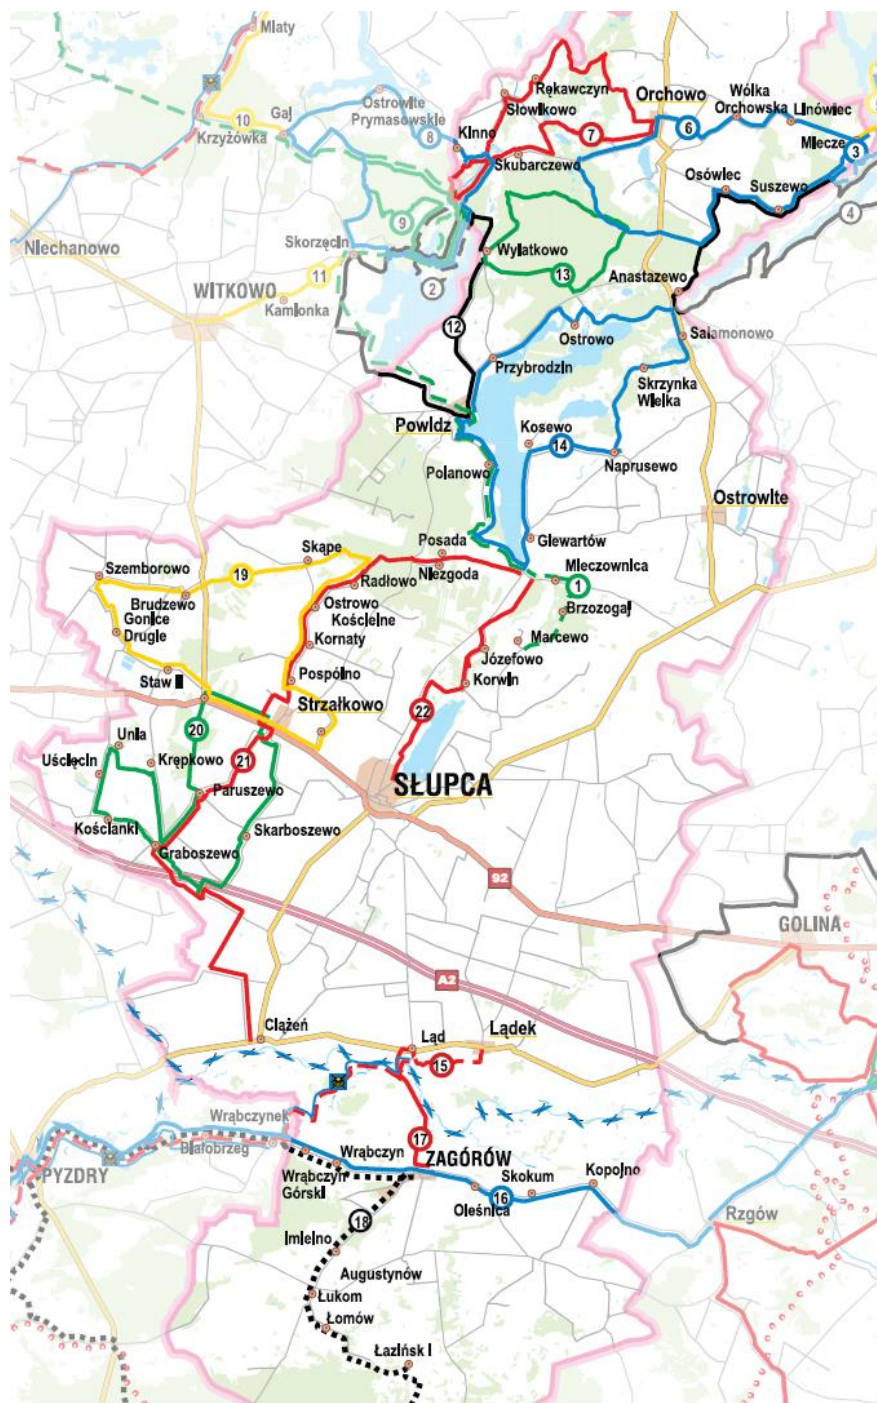 Mlaty
Rękawczyn
Słowikowo
Orchowo
Wólka
Orchowska
Linówiec
Ostrowite
Prymasowskie
10
Gaj
8
Krzyżówka
Kinno
7
6
Mlecze
3
Skubarczewo
Osówiec
Suszewo
4
9
Niechanowo
Skorzęcin
Wylatkowo
11
2
13
WITKOWO
Kamionka
Anastazewo
12
Ostrowo
Salamonowo
Przybrodzin
Skrzynka
Wielka
Powidz
Kosewo
14
Naprusewo
Polanowo
Ostrowite
Giewartów
Posada
Skąpe
Niezgoda
Mieczownica
Szemborowo
19
Radłowo
1
Brudzewo
Ostrowo
Kościelne
Brzozogaj
Gonice
Drugie
Kornaty
Marcewo
Józefowo
Staw II
Pospólno
Korwin
Strzałkowo
20
22
Unia
21
Uścięcin
Krępkowo
Paruszewo
SŁUPCA
Kościanki
Skarboszewo
Graboszewo
92
GOLINA
A2
Ciążeń
Ląd
Lądek
15
Wrąbczynek
17
Białobrzeg
Wrąbczyn
ZAGÓRÓW
PYZDRY
Wrąbczyn
Górski
Skokum
Kopojno
Oleśnica
16
Rzgów
18
Imielno
Augustynów
Łukom
Łomów
Łazińsk I